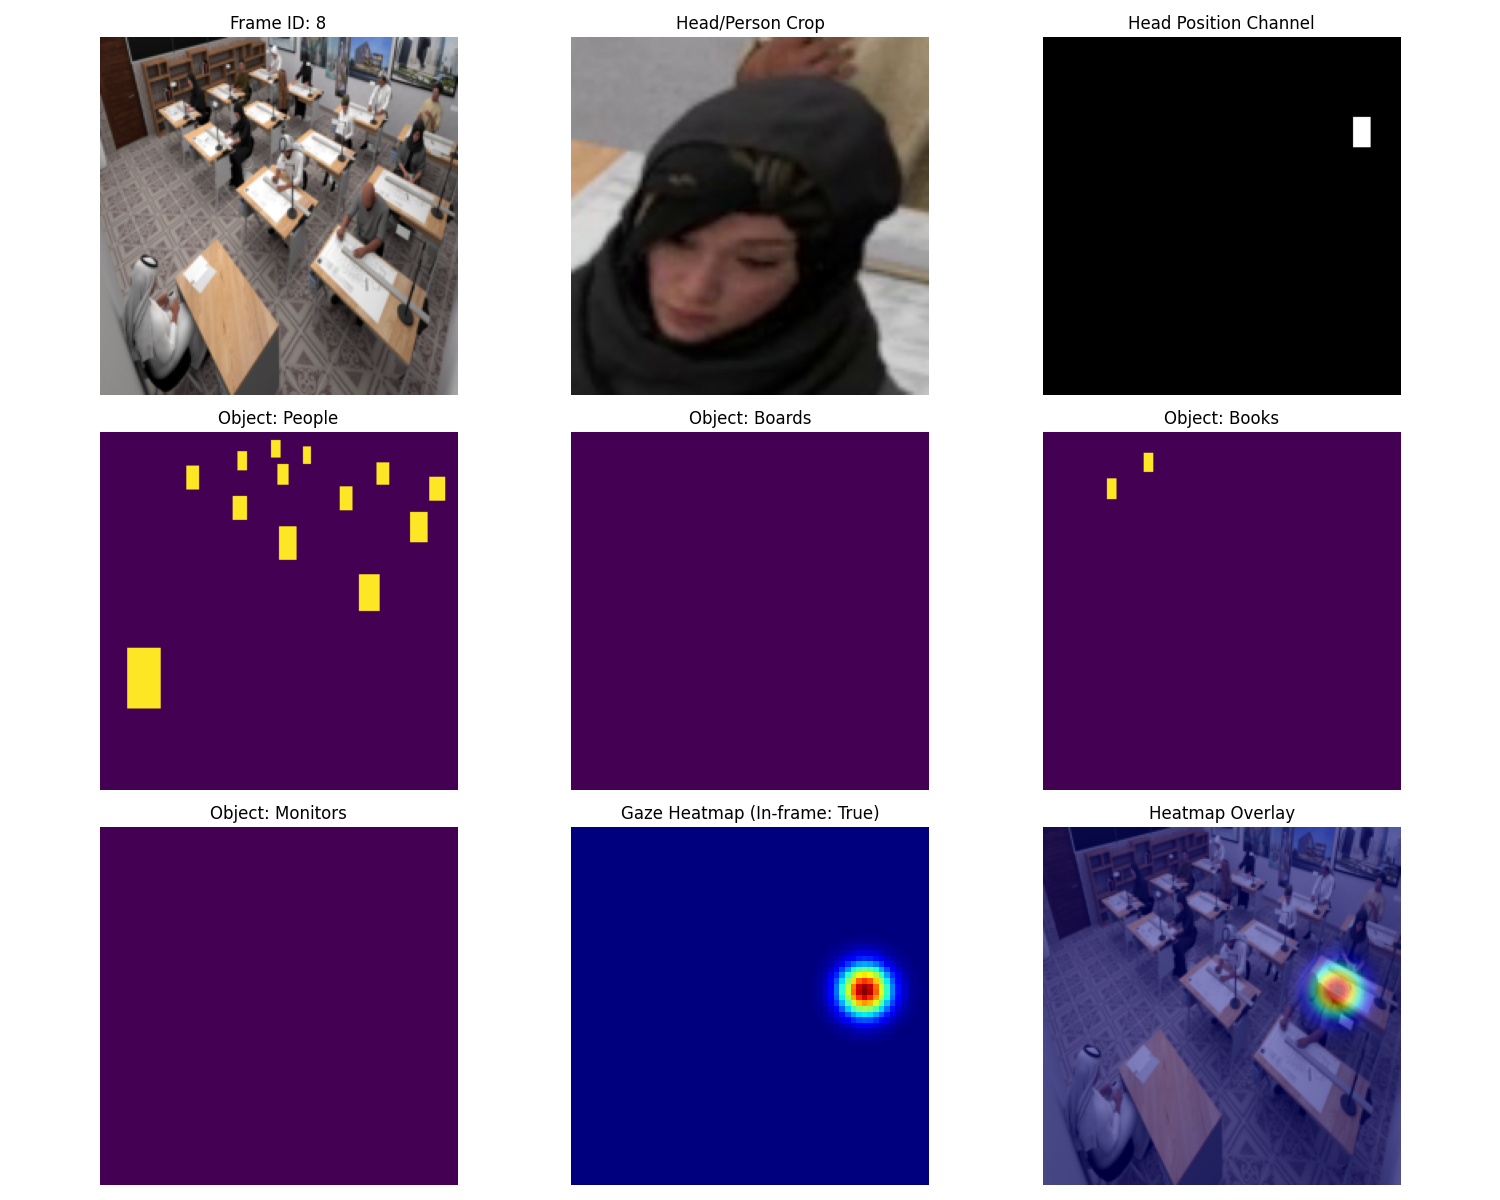 Frame ID: 8
Head/Person Crop
Head Position Channel
Object: People
Object: Boards
Object: Books
Object: Monitors
Gaze Heatmap (In-frame: True)
Heatmap Overlay